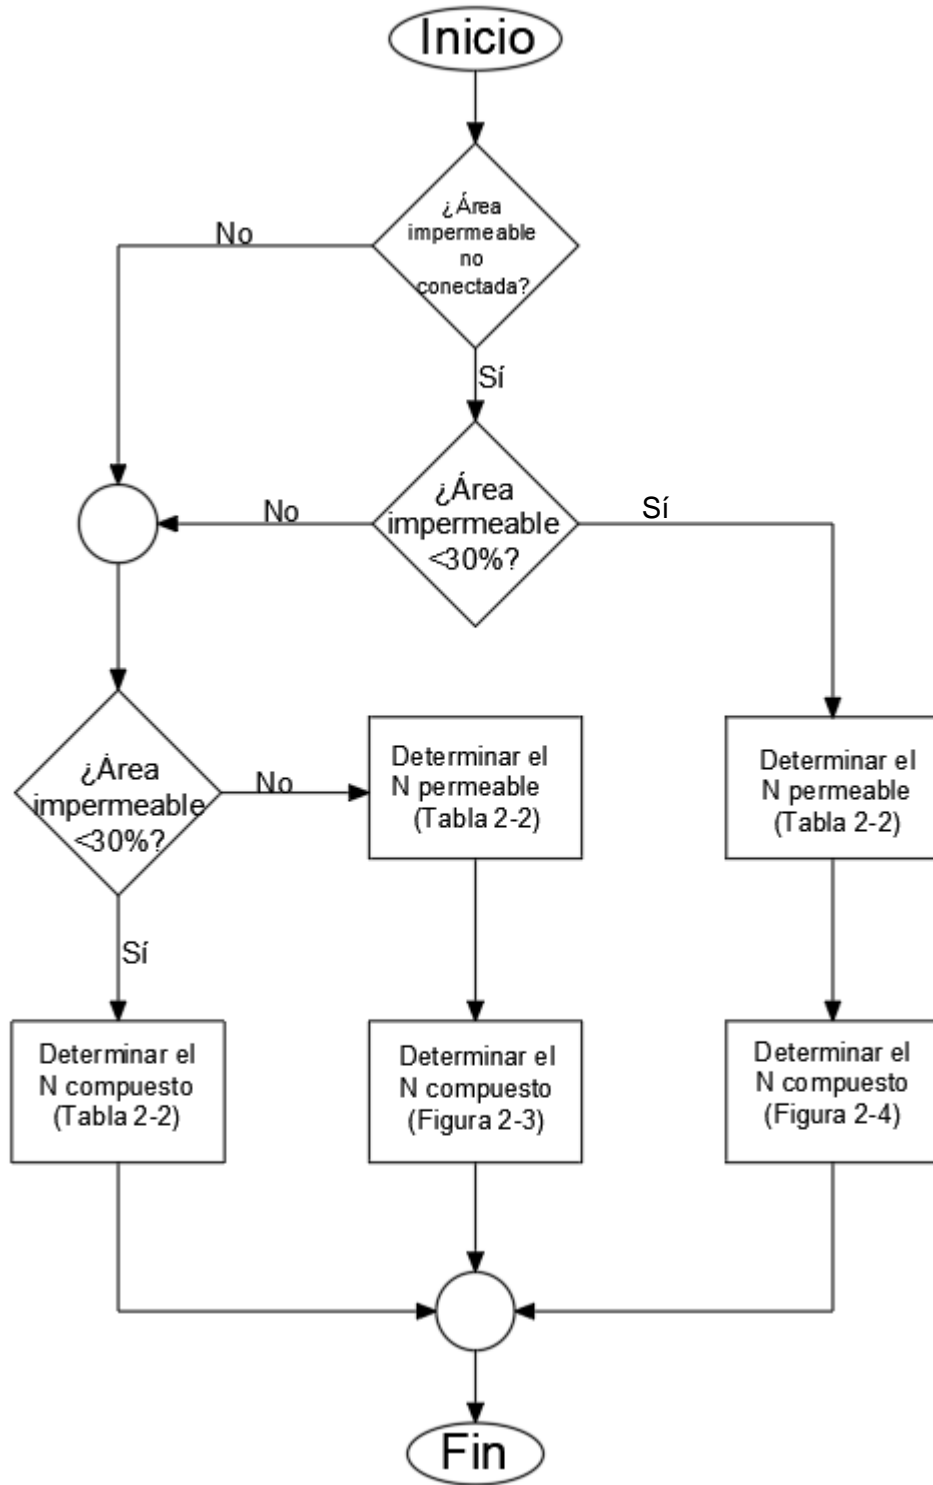 Inicio
¿Área
impermeable
no
conectada?
No
Sí
¿Área
impermeable
<30%?
No
Sí
¿Área
impermeable
<30%?
No
Sí
Determinar el
N permeable
(Tabla 2-2)
Determinar el
N permeable
(Tabla 2-2)
Determinar el
N compuesto
(Tabla 2-2)
Determinar el
N compuesto
(Figura 2-3)
Determinar el
N compuesto
(Figura 2-4)
Fin